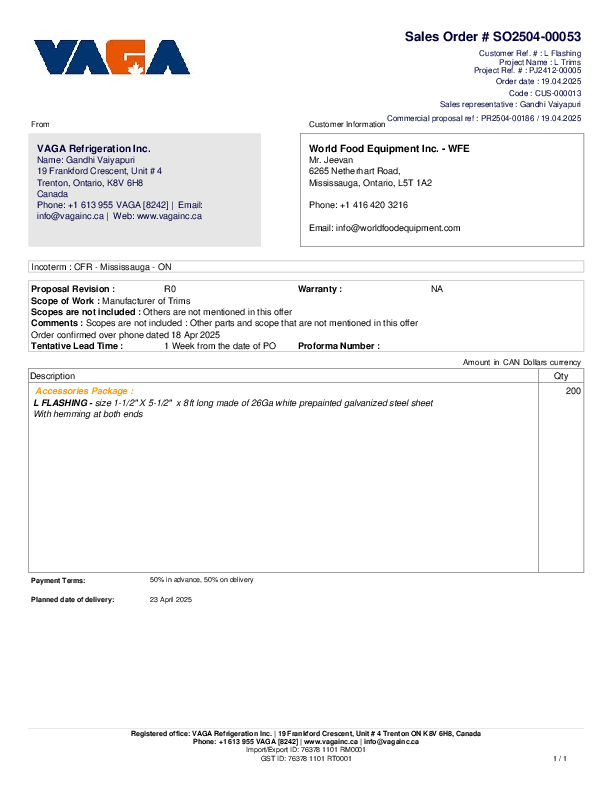 VAGA
Sales Order # SO2504-00053
Customer Ref. # : L Flashing
Project Name : L Trims
Project Ref. # : PJ2412-00005
Order date : 19.04.2025
Code : CUS-000013
Sales representative : Gandhi Vaiyapuri
Commercial proposal ref : PR2504-00186 / 19.04.2025
From
Customer Information
VAGA Refrigeration Inc.
Name: Gandhi Vaiyapuri
19 Frankford Crescent, Unit # 4
Trenton, Ontario, K8V 6H8
Canada
Phone: +1 613 955 VAGA [8242] | Email:
info@vagainc.ca | Web: www.vagainc.ca
World Food Equipment Inc. - WFE
Mr. Jeevan
6265 Netherhart Road,
Mississauga, Ontario, L5T 1A2
Phone: +1 416 420 3216
Email: info@worldfoodequipment.com
Incoterm : CFR - Mississauga - ON
Proposal Revision : R0 Warranty : NA
Scope of Work : Manufacturer of Trims
Scopes are not included : Others are not mentioned in this offer
Comments : Scopes are not included : Other parts and scope that are not mentioned in this offer
Order confirmed over phone dated 18 Apr 2025
Tentative Lead Time : 1 Week from the date of PO Proforma Number :
Amount in CAN Dollars currency
Description Qty
Accessories Package : 200
L FLASHING - size 1-1/2" X 5-1/2" x 8ft long made of 26Ga white prepainted galvanized steel sheet
With hemming at both ends
Payment Terms: 50% in advance, 50% on delivery
Planned date of delivery: 23 April 2025
Registered office: VAGA Refrigeration Inc. | 19 Frankford Crescent, Unit # 4 Trenton ON K8V 6H8, Canada
Phone: +1 613 955 VAGA [8242] | www.vagainc.ca | info@vagainc.ca
Import/Export ID: 76378 1101 RM0001
GST ID: 76378 1101 RT0001
1 / 1